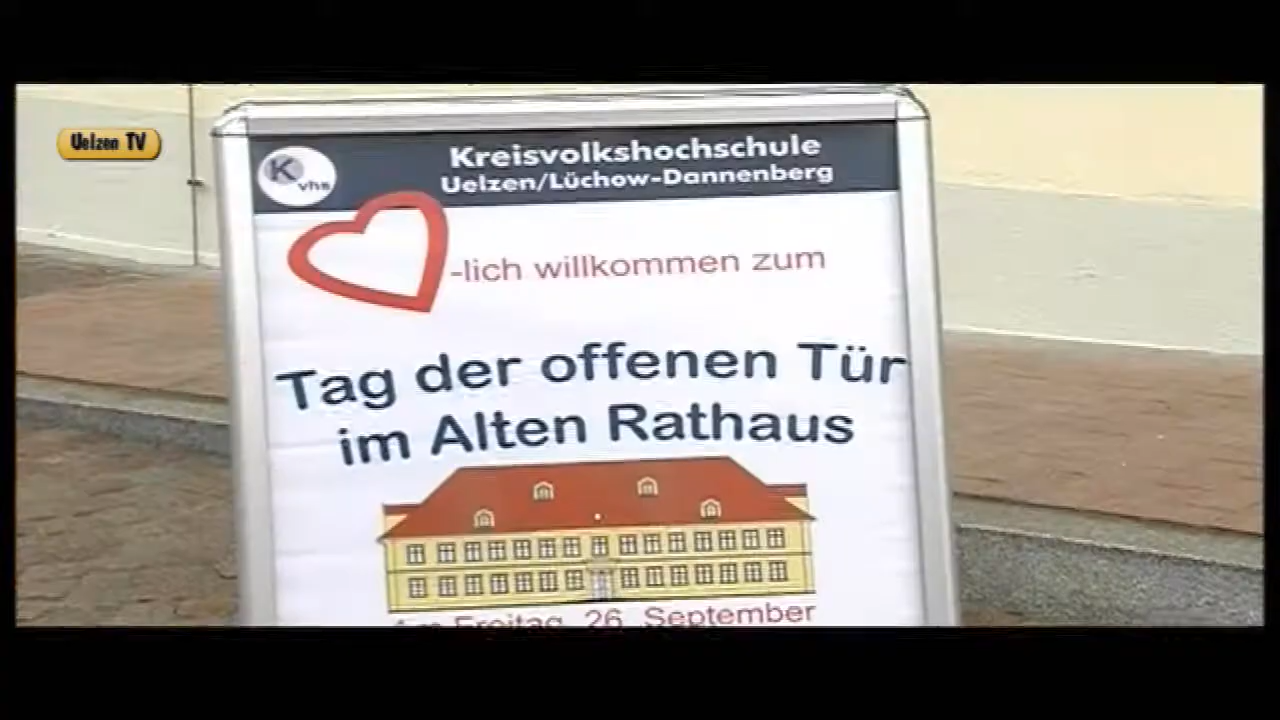 Uelzen TV
K vhs
Kreisvolkshochschule
Uelzen/Lüchow-Dannenberg
-lich willkommen zum
Tag der offenen Tür
im Alten Rathaus
Am Freitag, 26. September